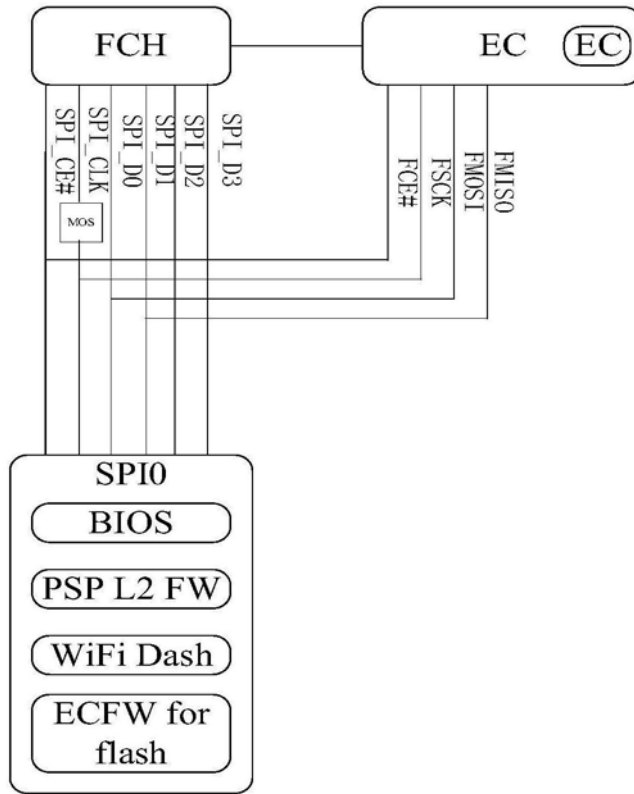 FCH
EC
EC
SPI_CE#
SPI_CLK
SPI_D0
SPI_D1
SPI_D2
SPI_D3
FCE#
FSCK
FMOSI
FMISO
MOS
SPI0
BIOS
PSP L2 FW
WiFi Dash
ECFW for
flash